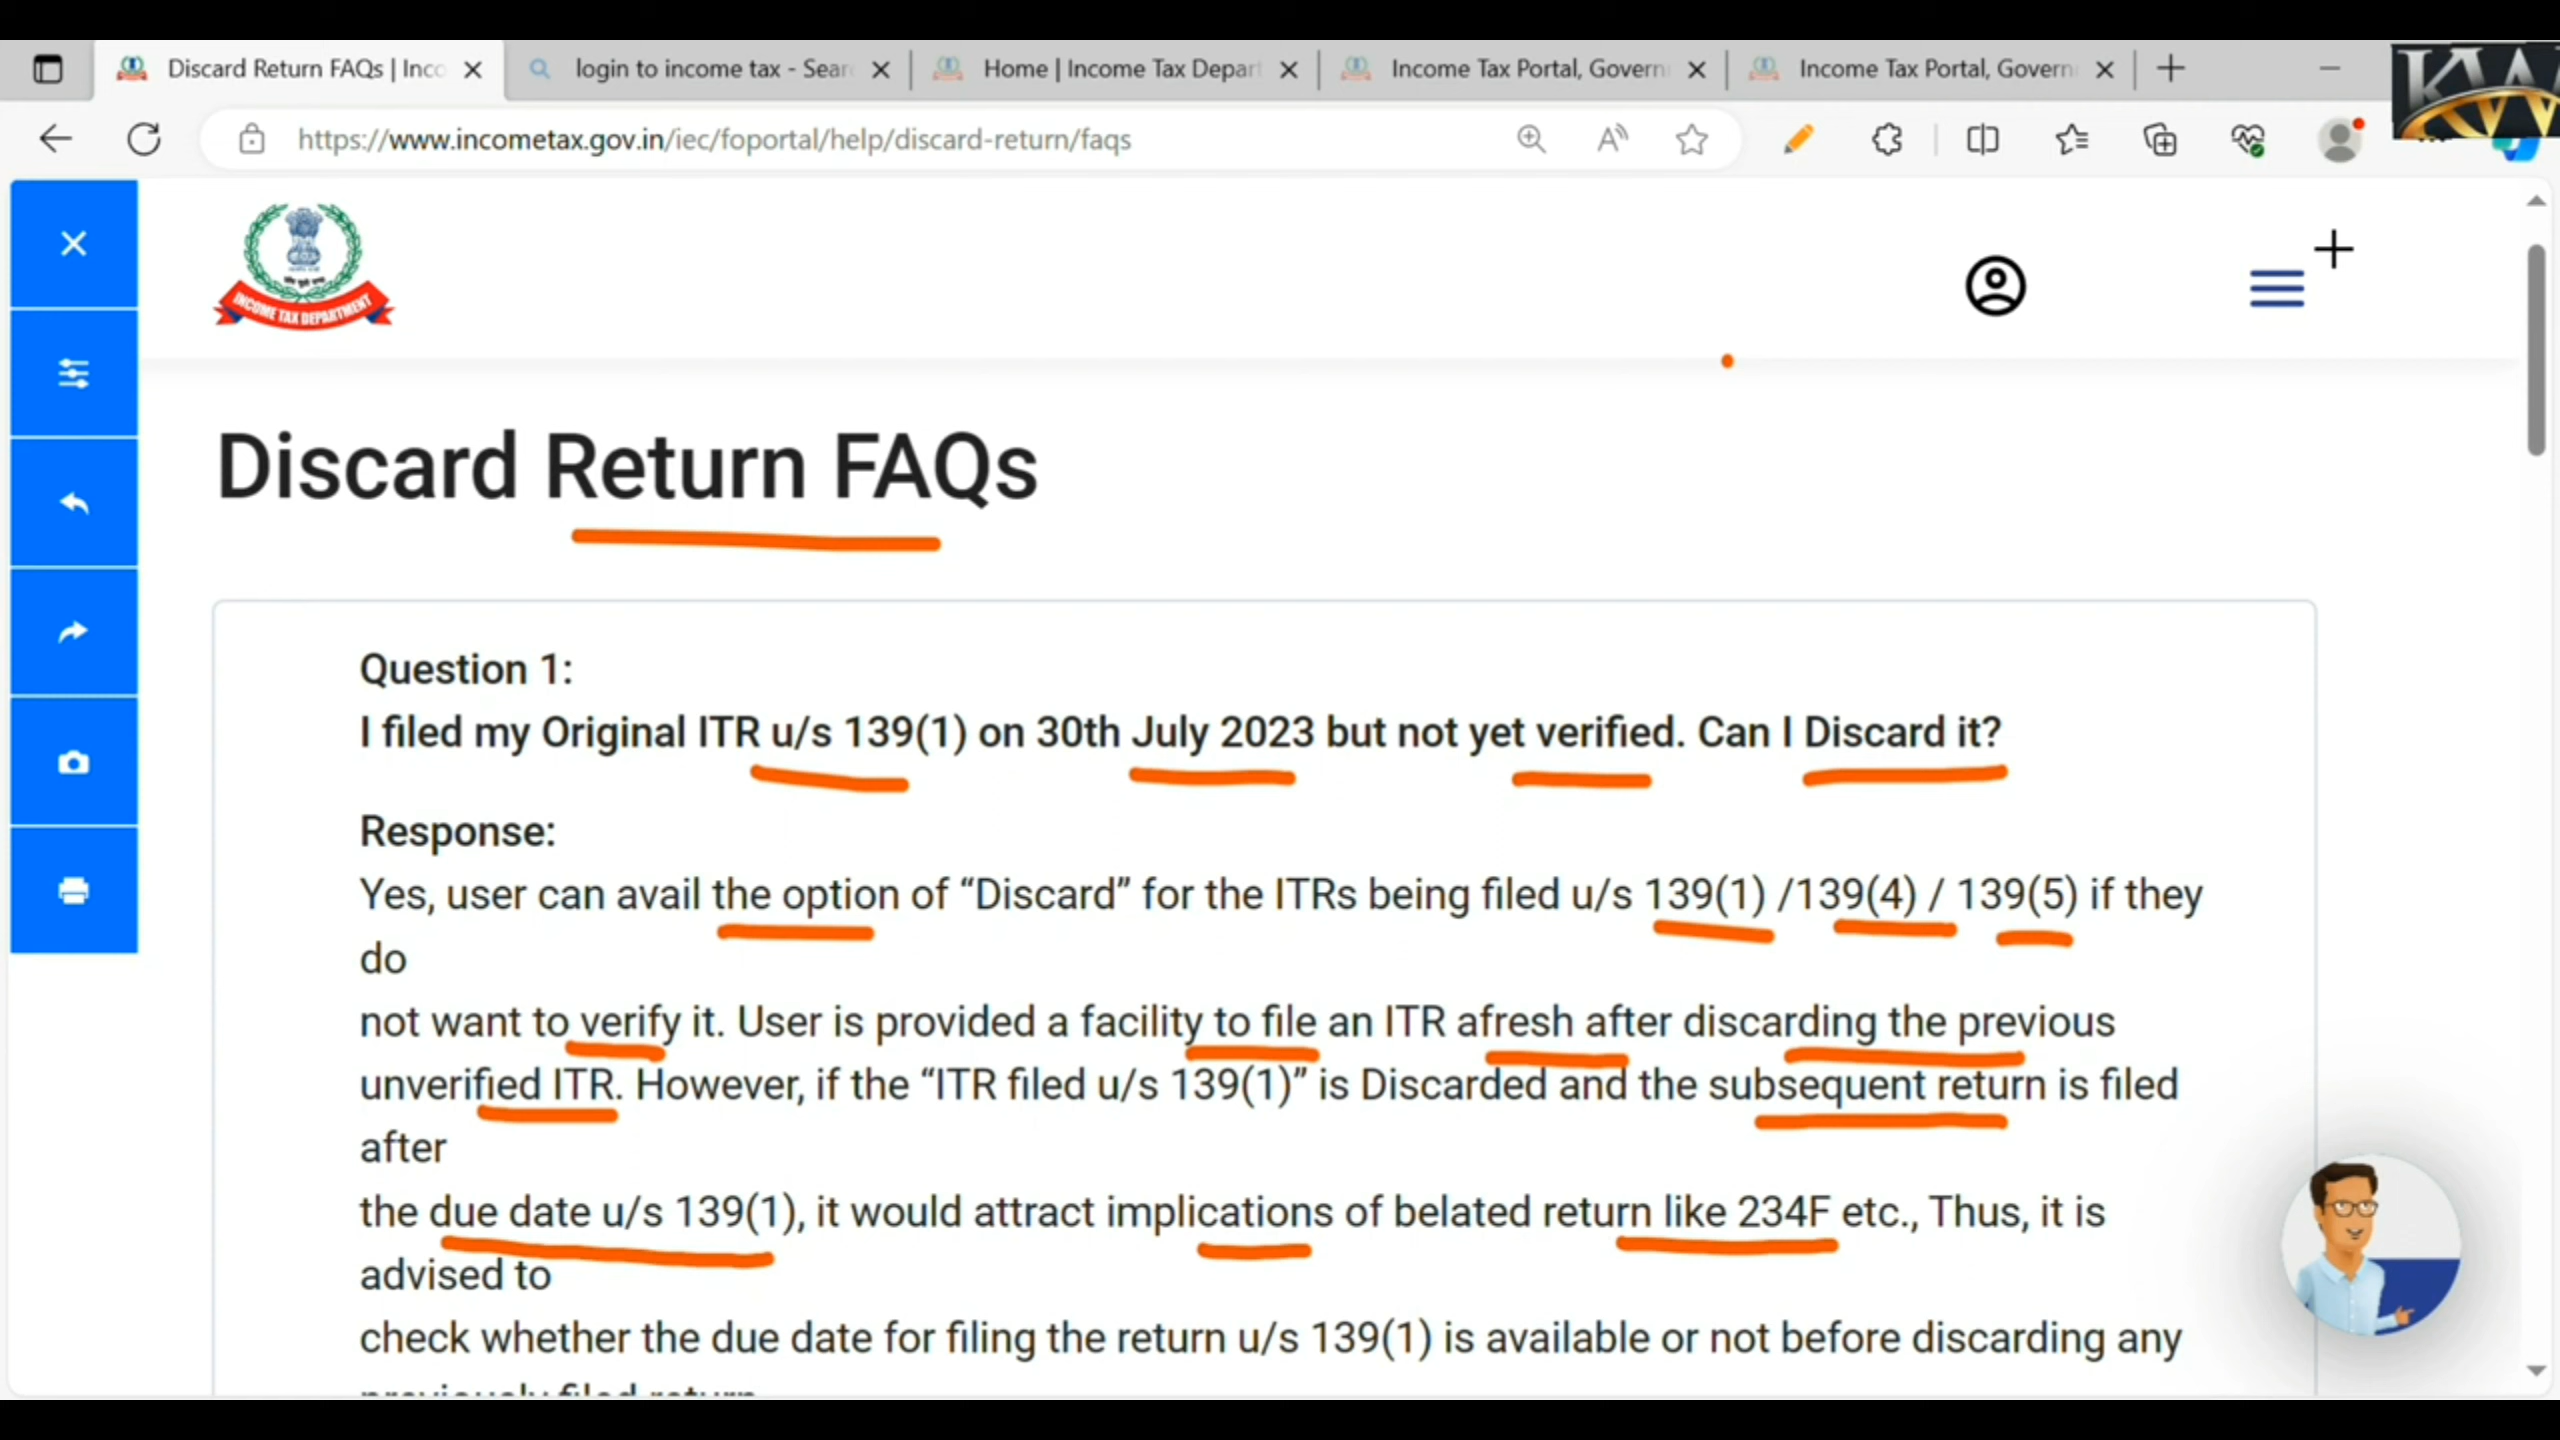 Discard Return FAQs | Inco
login to income tax - Sear
Home | Income Tax Depart
Income Tax Portal, Govern
Income Tax Portal, Govern
KW
https://www.incometax.gov.in/iec/foportal/help/discard-return/faqs
INCOME TAX DEPARTMENT
Discard Return FAQs
Question 1:
I filed my Original ITR u/s 139(1) on 30th July 2023 but not yet verified. Can I Discard it?
Response:
Yes, user can avail the option of “Discard” for the ITRs being filed u/s 139(1) /139(4) / 139(5) if they
do
not want to verify it. User is provided a facility to file an ITR afresh after discarding the previous
unverified ITR. However, if the “ITR filed u/s 139(1)” is Discarded and the subsequent return is filed
after
the due date u/s 139(1), it would attract implications of belated return like 234F etc., Thus, it is
advised to
check whether the due date for filing the return u/s 139(1) is available or not before discarding any
previously filed return